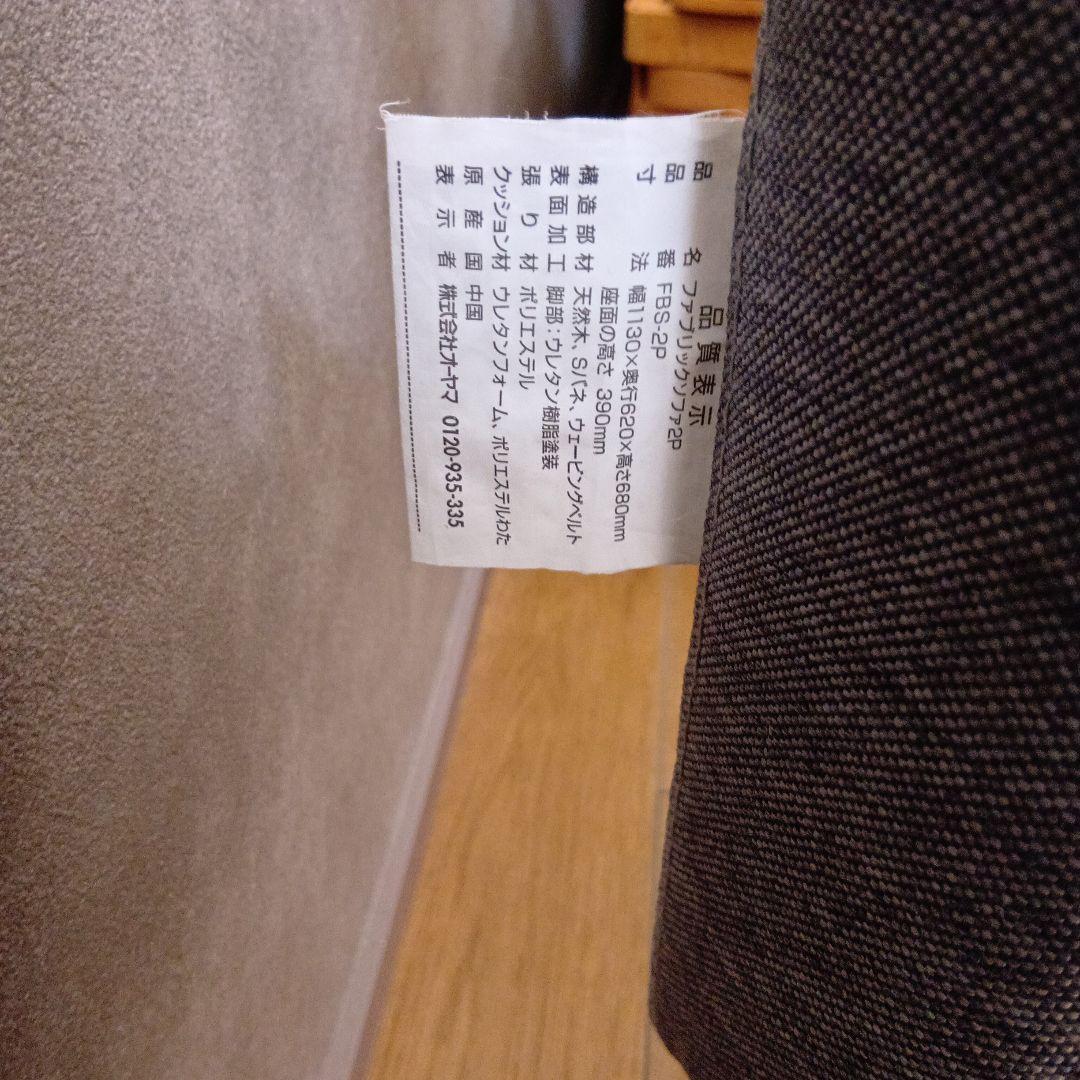 品質表示
品名 ファブリックソファ2P
品番 FBS-2P
寸法 幅1130×奥行620×高さ680mm
座面の高さ 390mm
構造部材 天然木、Sバネ、ウェービングベルト
表面加工 脚部:ウレタン樹脂塗装
張り材 ポリエステル
クッション材 ウレタンフォーム、ポリエステルわた
原産国 中国
表示者 株式会社オーヤマ 0120-935-335